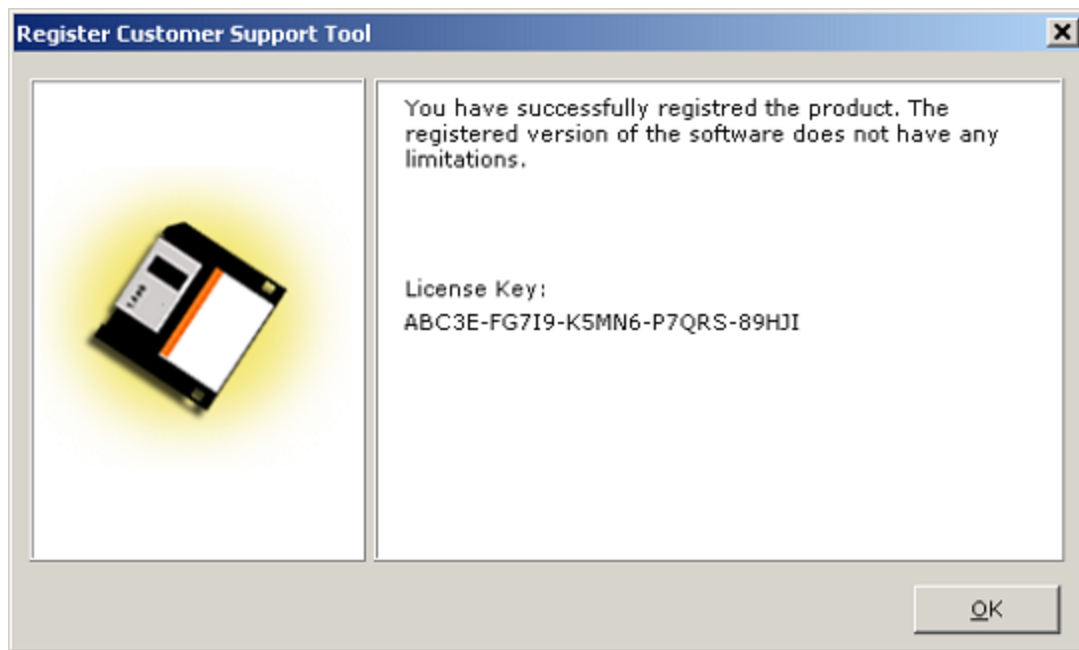 Register Customer Support Tool
You have successfully registred the product. The
registered version of the software does not have any
limitations.
License Key:
ABC3E-FG7I9-K5MN6-P7QRS-89HJI
OK